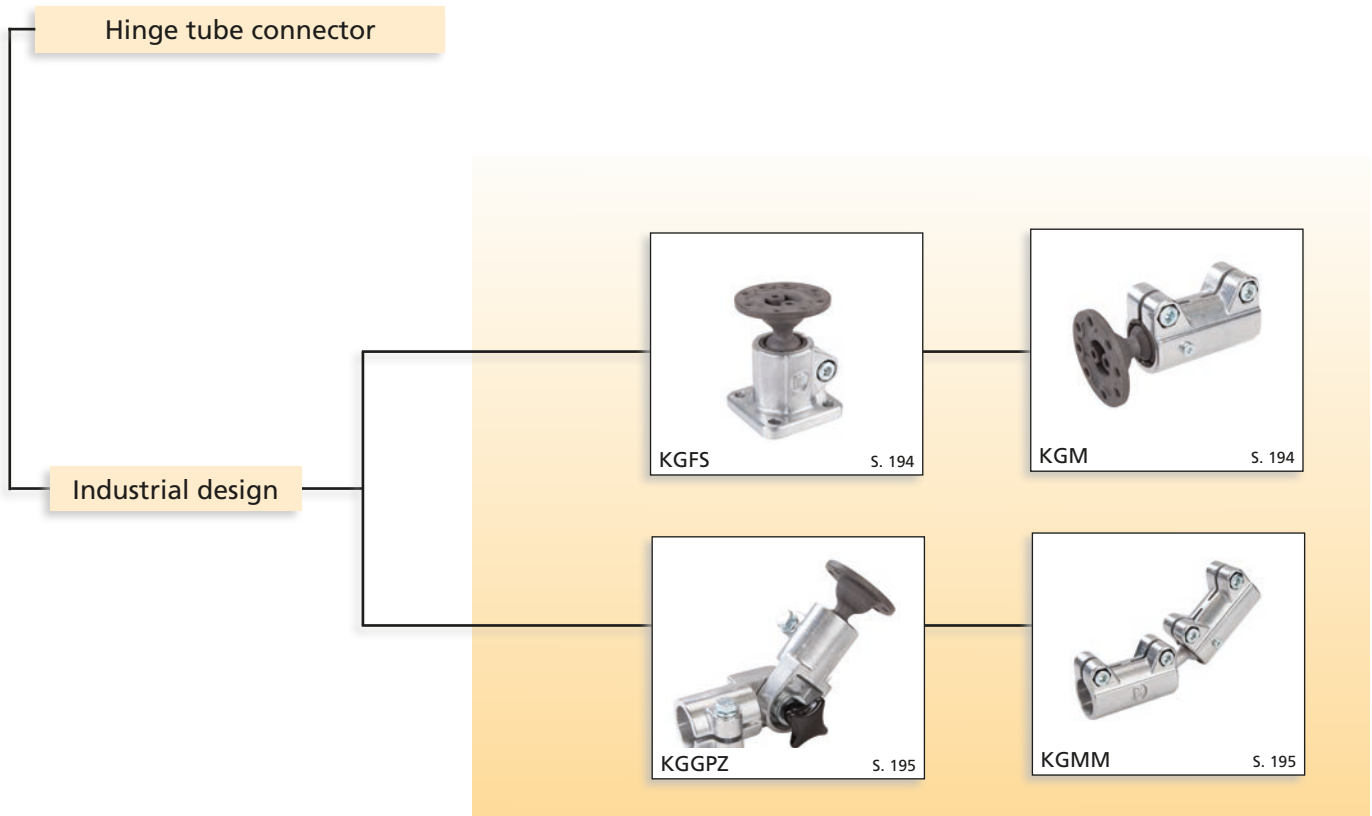 Hinge tube connector
KGFS
S. 194
KGM
S. 194
Industrial design
KGGPZ
S. 195
KGMM
S. 195